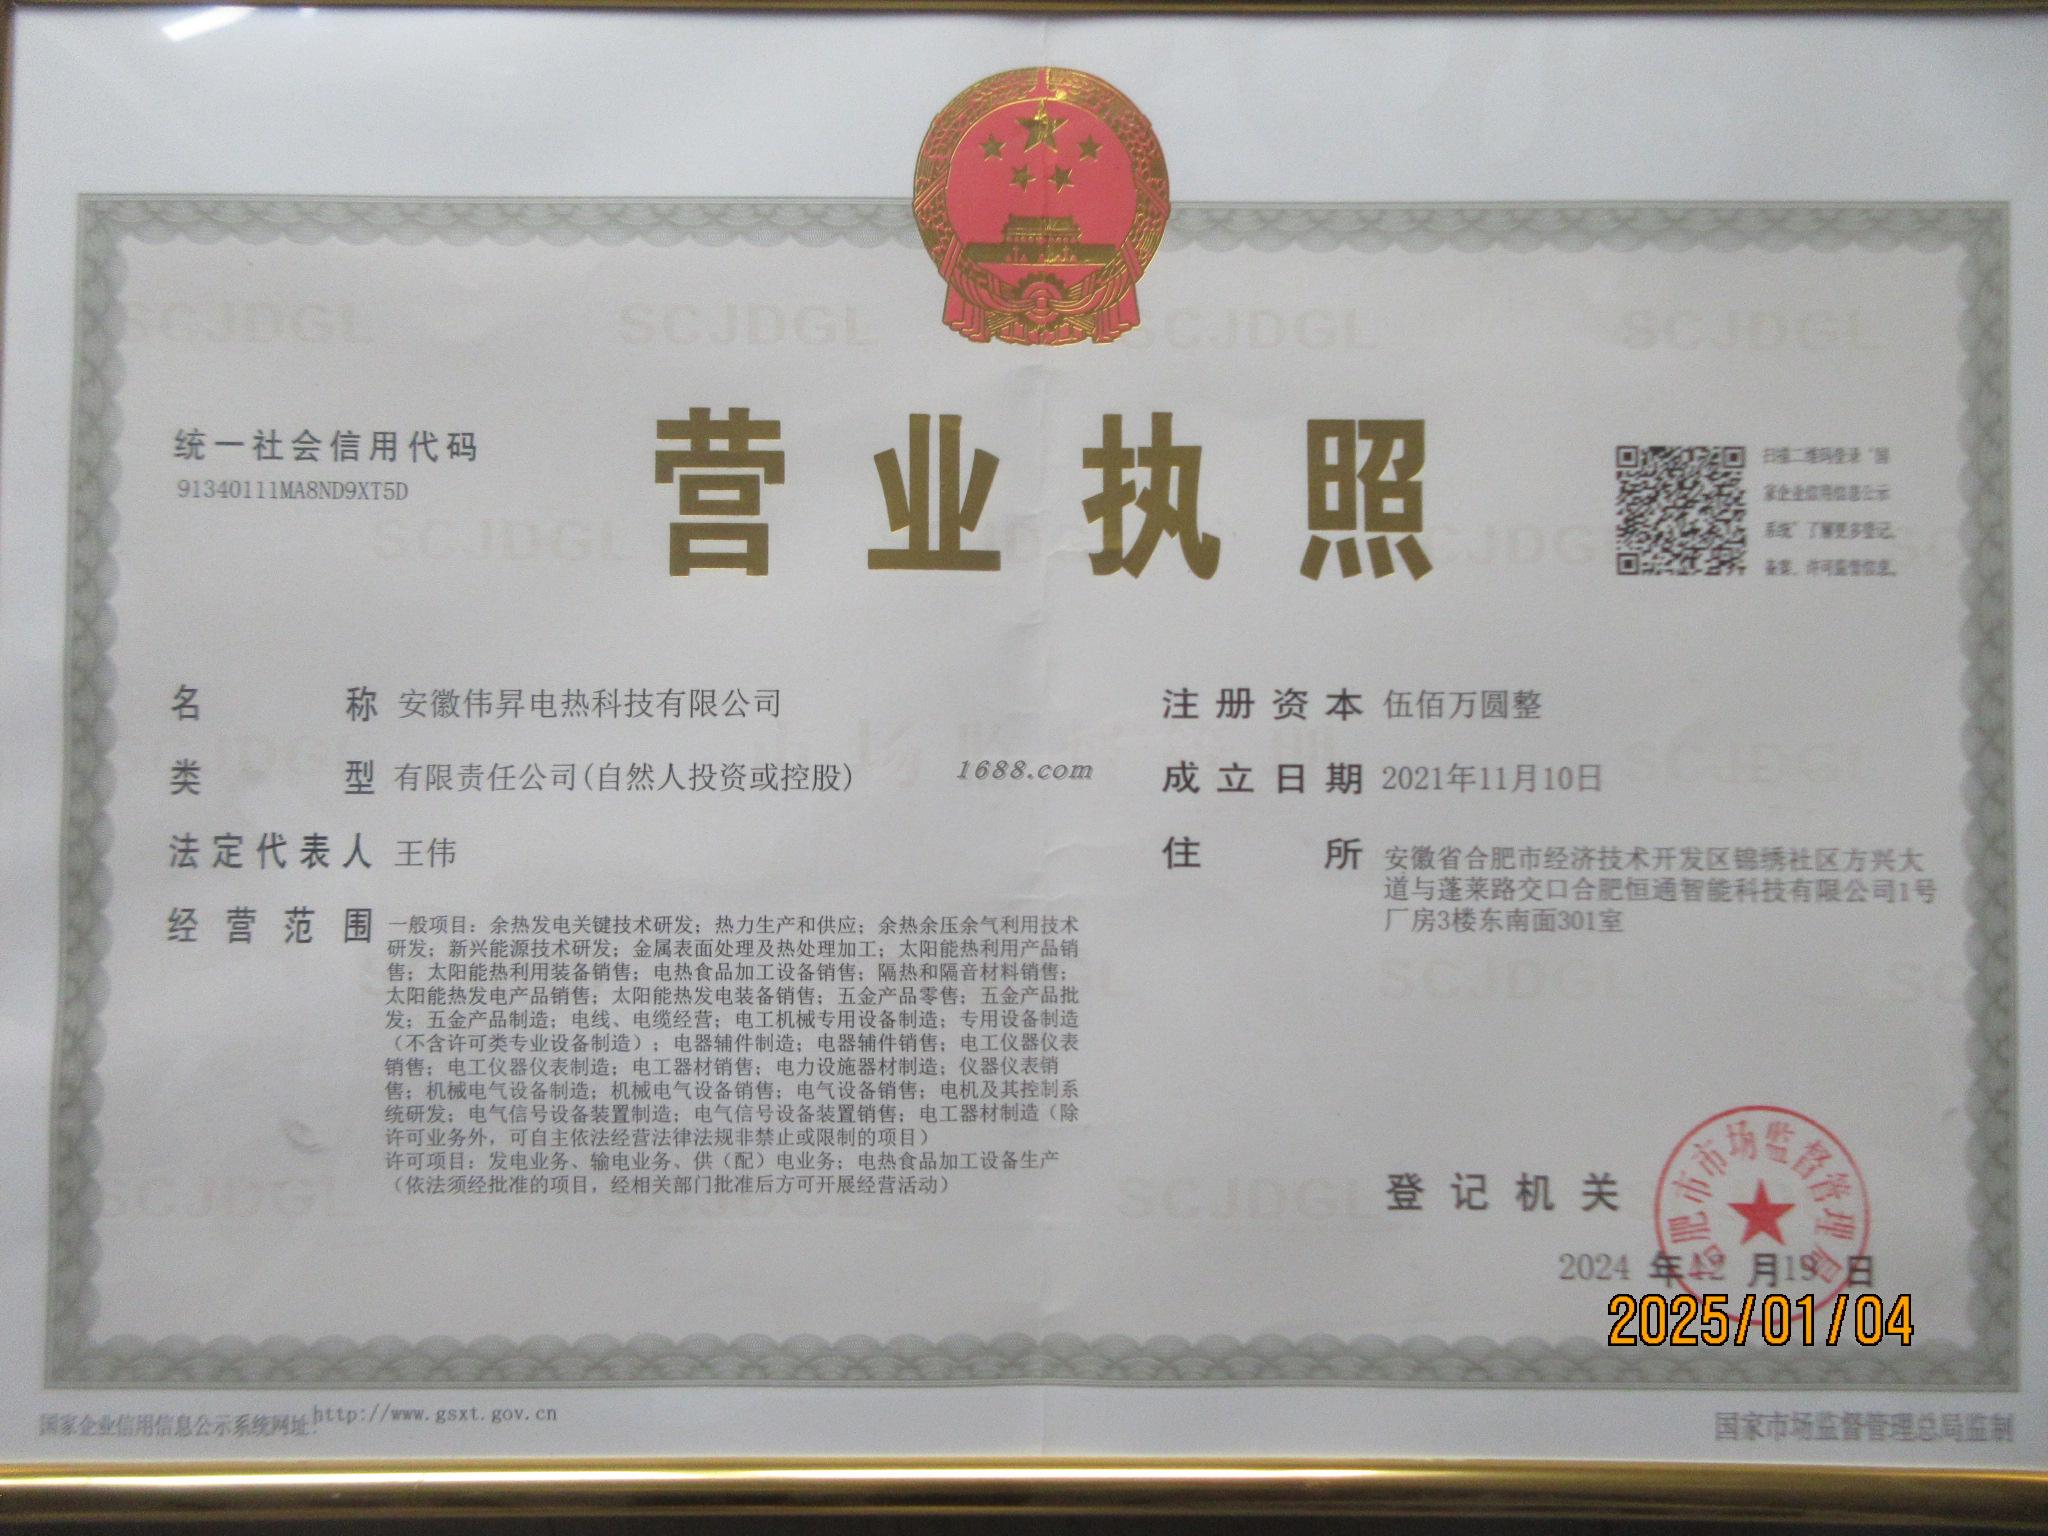 营业执照
统一社会信用代码
91340111MA8ND9XT5D
扫描二维码登录“国
家企业信用信息公示
系统”了解更多登记、
备案、许可监管信息。
名称 安徽伟昇电热科技有限公司
类型 有限责任公司(自然人投资或控股)
法定代表人 王伟
经营范围 一般项目：余热发电关键技术研发；热力生产和供应；余热余压余气利用技术
研发；新兴能源技术研发；金属表面处理及热处理加工；太阳能热利用产品销
售；太阳能热利用装备销售；电热食品加工设备销售；隔热和隔音材料销售；
太阳能热发电产品销售；太阳能热发电装备销售；五金产品零售；五金产品批
发；五金产品制造；电线、电缆经营；电工机械专用设备制造；专用设备制造
（不含许可类专业设备制造）；电器辅件制造；电器辅件销售；电工仪器仪表
销售；电工仪器仪表制造；电工器材销售；电力设施器材制造；仪器仪表销
售；机械电气设备制造；机械电气设备销售；电气设备销售；电机及其控制系
统研发；电气信号设备装置制造；电气信号设备装置销售；电工器材制造（除
许可业务外，可自主依法经营法律法规非禁止或限制的项目）
许可项目：发电业务、输电业务、供（配）电业务；电热食品加工设备生产
（依法须经批准的项目，经相关部门批准后方可开展经营活动）
1688.com
注册资本 伍佰万圆整
成立日期 2021年11月10日
住所 安徽省合肥市经济技术开发区锦绣社区方兴大
道与蓬莱路交口合肥恒通智能科技有限公司1号
厂房3楼东南面301室
登记机关
合肥市市场监督管理局
2024 年12 月19 日
2025/01/04
国家企业信用信息公示系统网址：http://www.gsxt.gov.cn
国家市场监督管理总局监制
SCJDGL